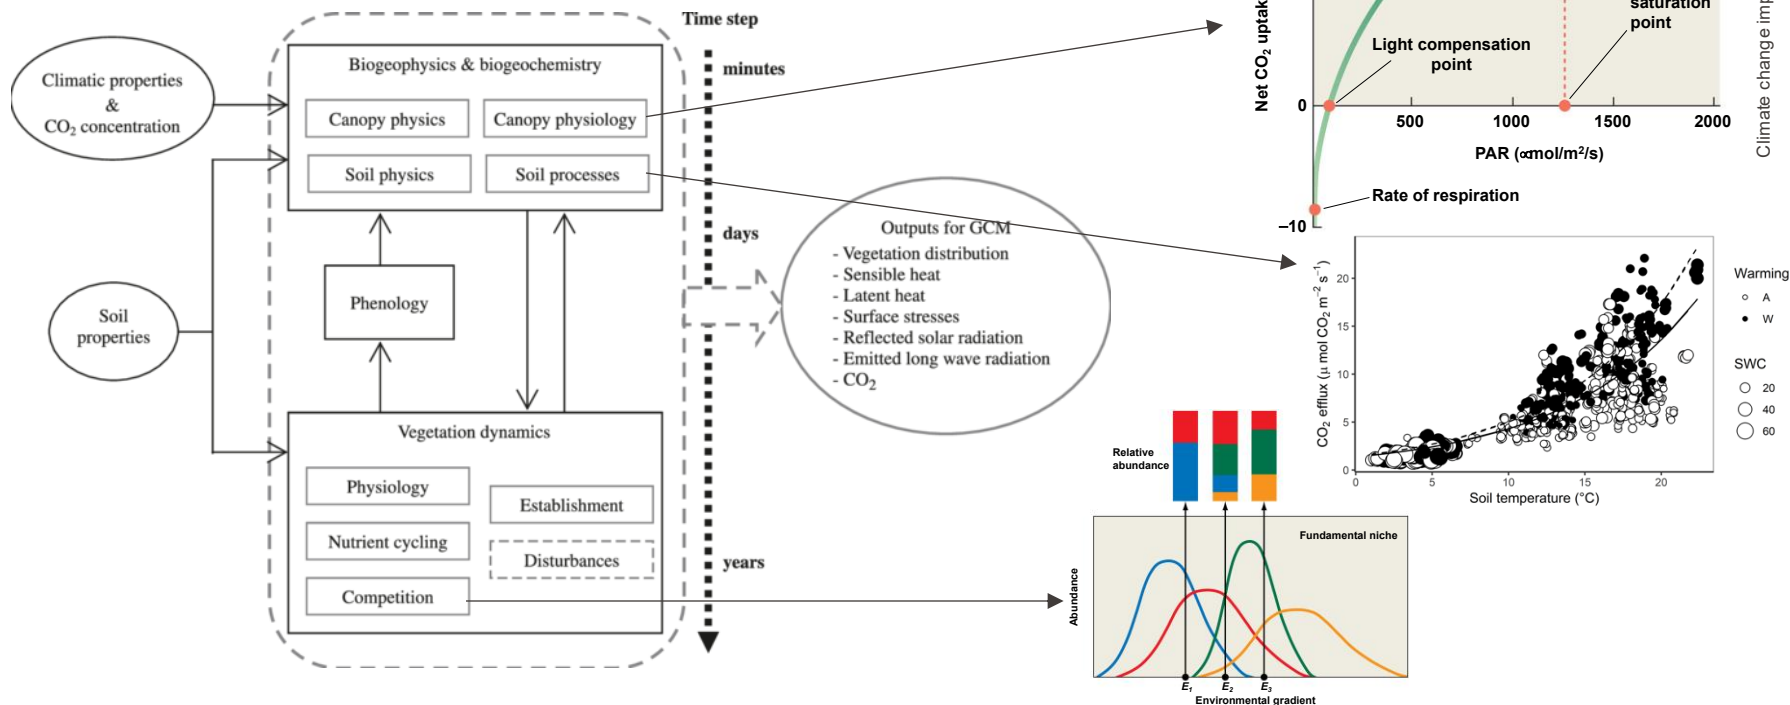 Time step
minutes
days
years
Climatic properties
&
CO₂ concentration
Soil
properties
Biogeophysics & biogeochemistry
Canopy physics
Canopy physiology
Soil physics
Soil processes
Phenology
Vegetation dynamics
Physiology
Nutrient cycling
Competition
Establishment
Disturbances
Outputs for GCM
- Vegetation distribution
- Sensible heat
- Latent heat
- Surface stresses
- Reflected solar radiation
- Emitted long wave radiation
- CO₂
Net CO₂ uptak
saturation
point
Light compensation
point
0
500
1000
1500
2000
PAR (∝mol/m²/s)
Rate of respiration
–10
Climate change imp
CO₂ efflux (μ mol CO₂ m⁻² s⁻¹)
20
15
10
5
0
0
5
10
15
20
Soil temperature (°C)
Warming
A
W
SWC
20
40
60
Relative
abundance
Fundamental niche
Abundance
E₁
E₂
E₃
Environmental gradient